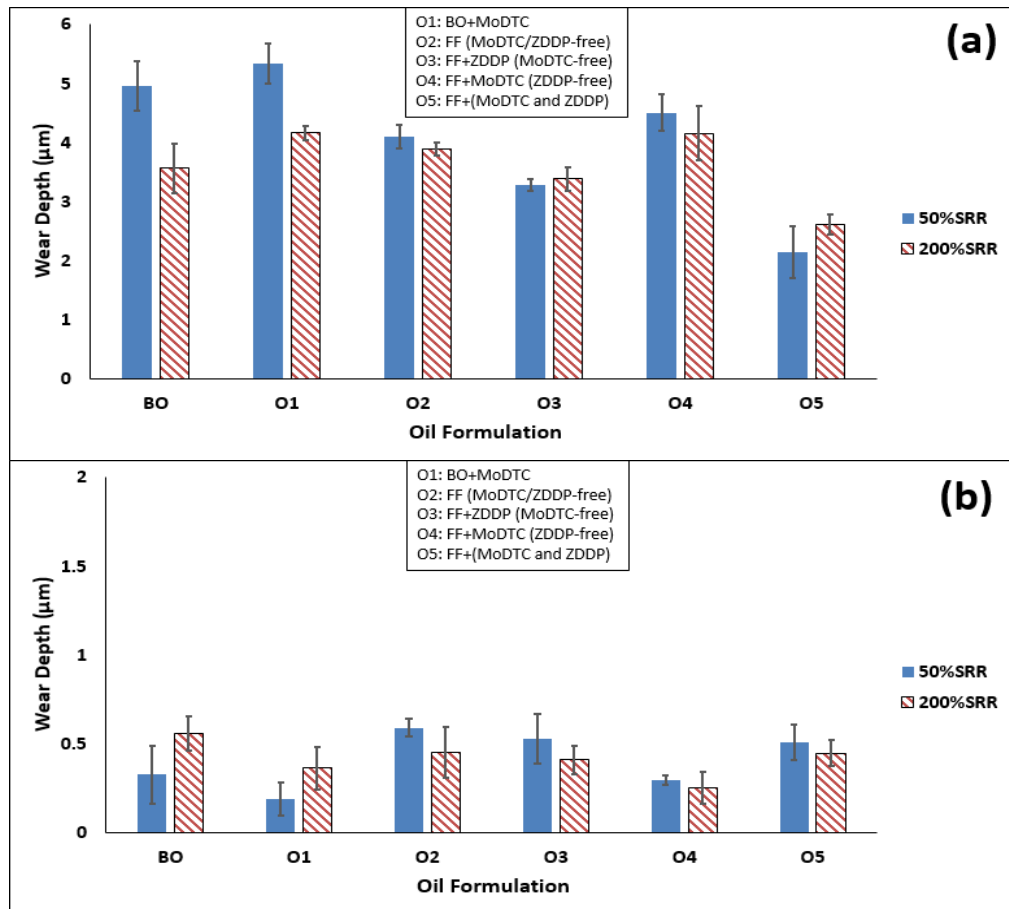 (a)
O1: BO+MoDTC
O2: FF (MoDTC/ZDDP-free)
O3: FF+ZDDP (MoDTC-free)
O4: FF+MoDTC (ZDDP-free)
O5: FF+(MoDTC and ZDDP)
Wear Depth (μm)
6
5
4
3
2
1
0
50%SRR
200%SRR
BO O1 O2 O3 O4 O5
Oil Formulation
(b)
O1: BO+MoDTC
O2: FF (MoDTC/ZDDP-free)
O3: FF+ZDDP (MoDTC-free)
O4: FF+MoDTC (ZDDP-free)
O5: FF+(MoDTC and ZDDP)
Wear Depth (μm)
2
1.5
1
0.5
0
50%SRR
200%SRR
BO O1 O2 O3 O4 O5
Oil Formulation